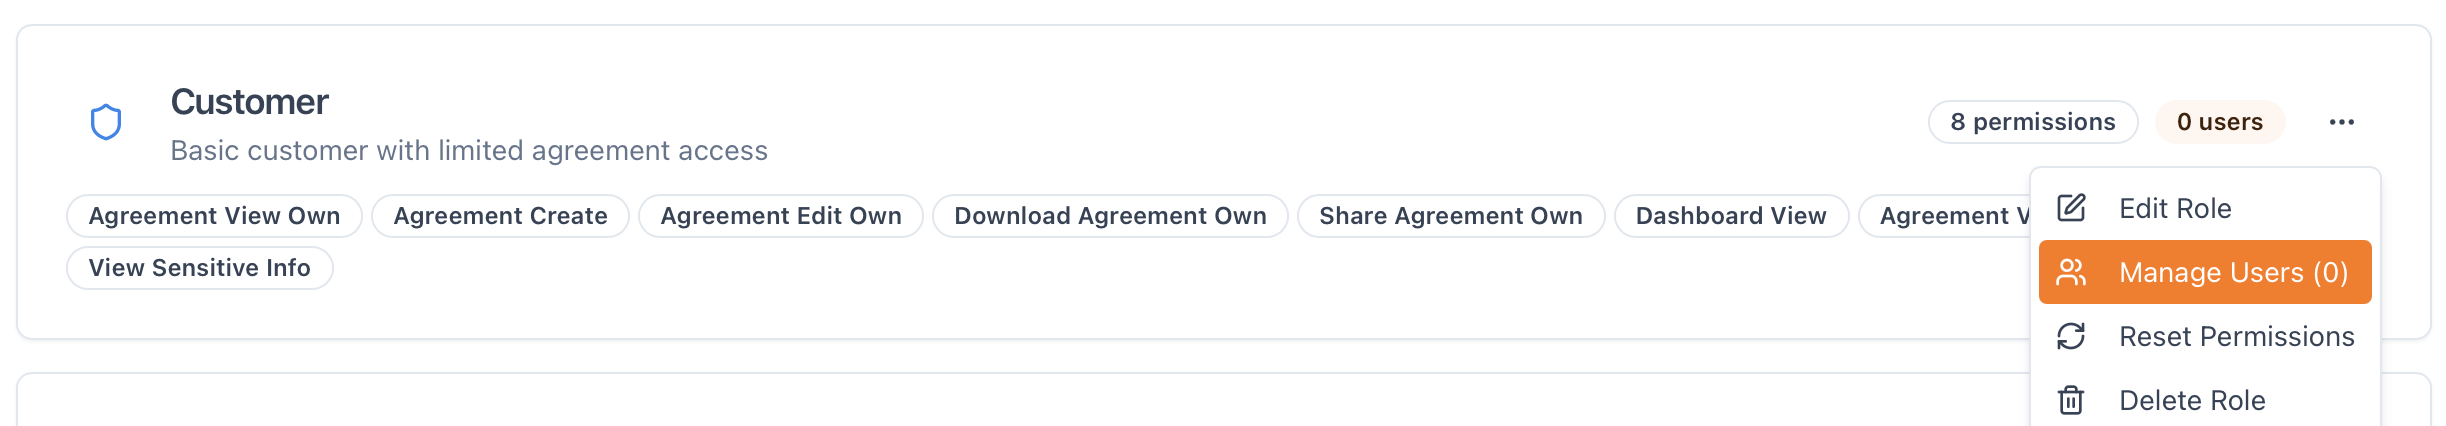 Customer
Basic customer with limited agreement access
8 permissions
0 users
Agreement View Own
Agreement Create
Agreement Edit Own
Download Agreement Own
Share Agreement Own
Dashboard View
Agreement
View Sensitive Info
Edit Role
Manage Users (0)
Reset Permissions
Delete Role